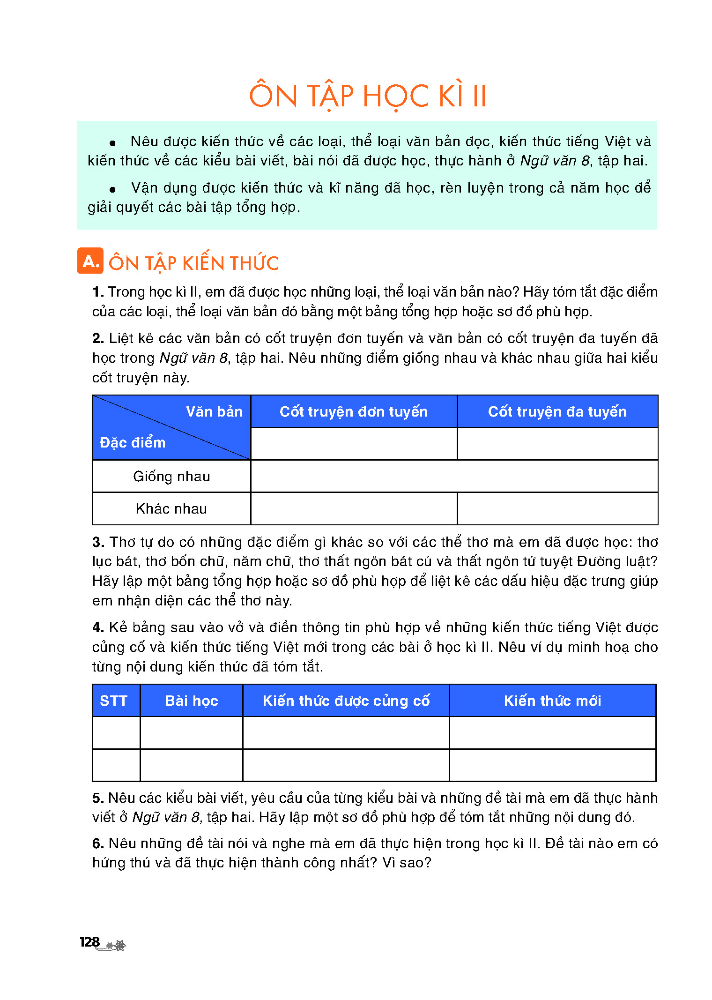 ÔN TẬP HỌC KÌ II
• Nêu được kiến thức về các loại, thể loại văn bản đọc, kiến thức tiếng Việt và
kiến thức về các kiểu bài viết, bài nói đã được học, thực hành ở Ngữ văn 8, tập hai.
• Vận dụng được kiến thức và kĩ năng đã học, rèn luyện trong cả năm học để
giải quyết các bài tập tổng hợp.
A. ÔN TẬP KIẾN THỨC
1. Trong học kì II, em đã được học những loại, thể loại văn bản nào? Hãy tóm tắt đặc điểm
của các loại, thể loại văn bản đó bằng một bảng tổng hợp hoặc sơ đồ phù hợp.
2. Liệt kê các văn bản có cốt truyện đơn tuyến và văn bản có cốt truyện đa tuyến đã
học trong Ngữ văn 8, tập hai. Nêu những điểm giống nhau và khác nhau giữa hai kiểu
cốt truyện này.
Văn bản Cốt truyện đơn tuyến Cốt truyện đa tuyến
Đặc điểm
Giống nhau
Khác nhau
3. Thơ tự do có những đặc điểm gì khác so với các thể thơ mà em đã được học: thơ
lục bát, thơ bốn chữ, năm chữ, thơ thất ngôn bát cú và thất ngôn tứ tuyệt Đường luật?
Hãy lập một bảng tổng hợp hoặc sơ đồ phù hợp để liệt kê các dấu hiệu đặc trưng giúp
em nhận diện các thể thơ này.
4. Kẻ bảng sau vào vở và điền thông tin phù hợp về những kiến thức tiếng Việt được
củng cố và kiến thức tiếng Việt mới trong các bài ở học kì II. Nêu ví dụ minh hoạ cho
từng nội dung kiến thức đã tóm tắt.
STT Bài học Kiến thức được củng cố Kiến thức mới
5. Nêu các kiểu bài viết, yêu cầu của từng kiểu bài và những đề tài mà em đã thực hành
viết ở Ngữ văn 8, tập hai. Hãy lập một sơ đồ phù hợp để tóm tắt những nội dung đó.
6. Nêu những đề tài nói và nghe mà em đã thực hiện trong học kì II. Đề tài nào em có
hứng thú và đã thực hiện thành công nhất? Vì sao?
128